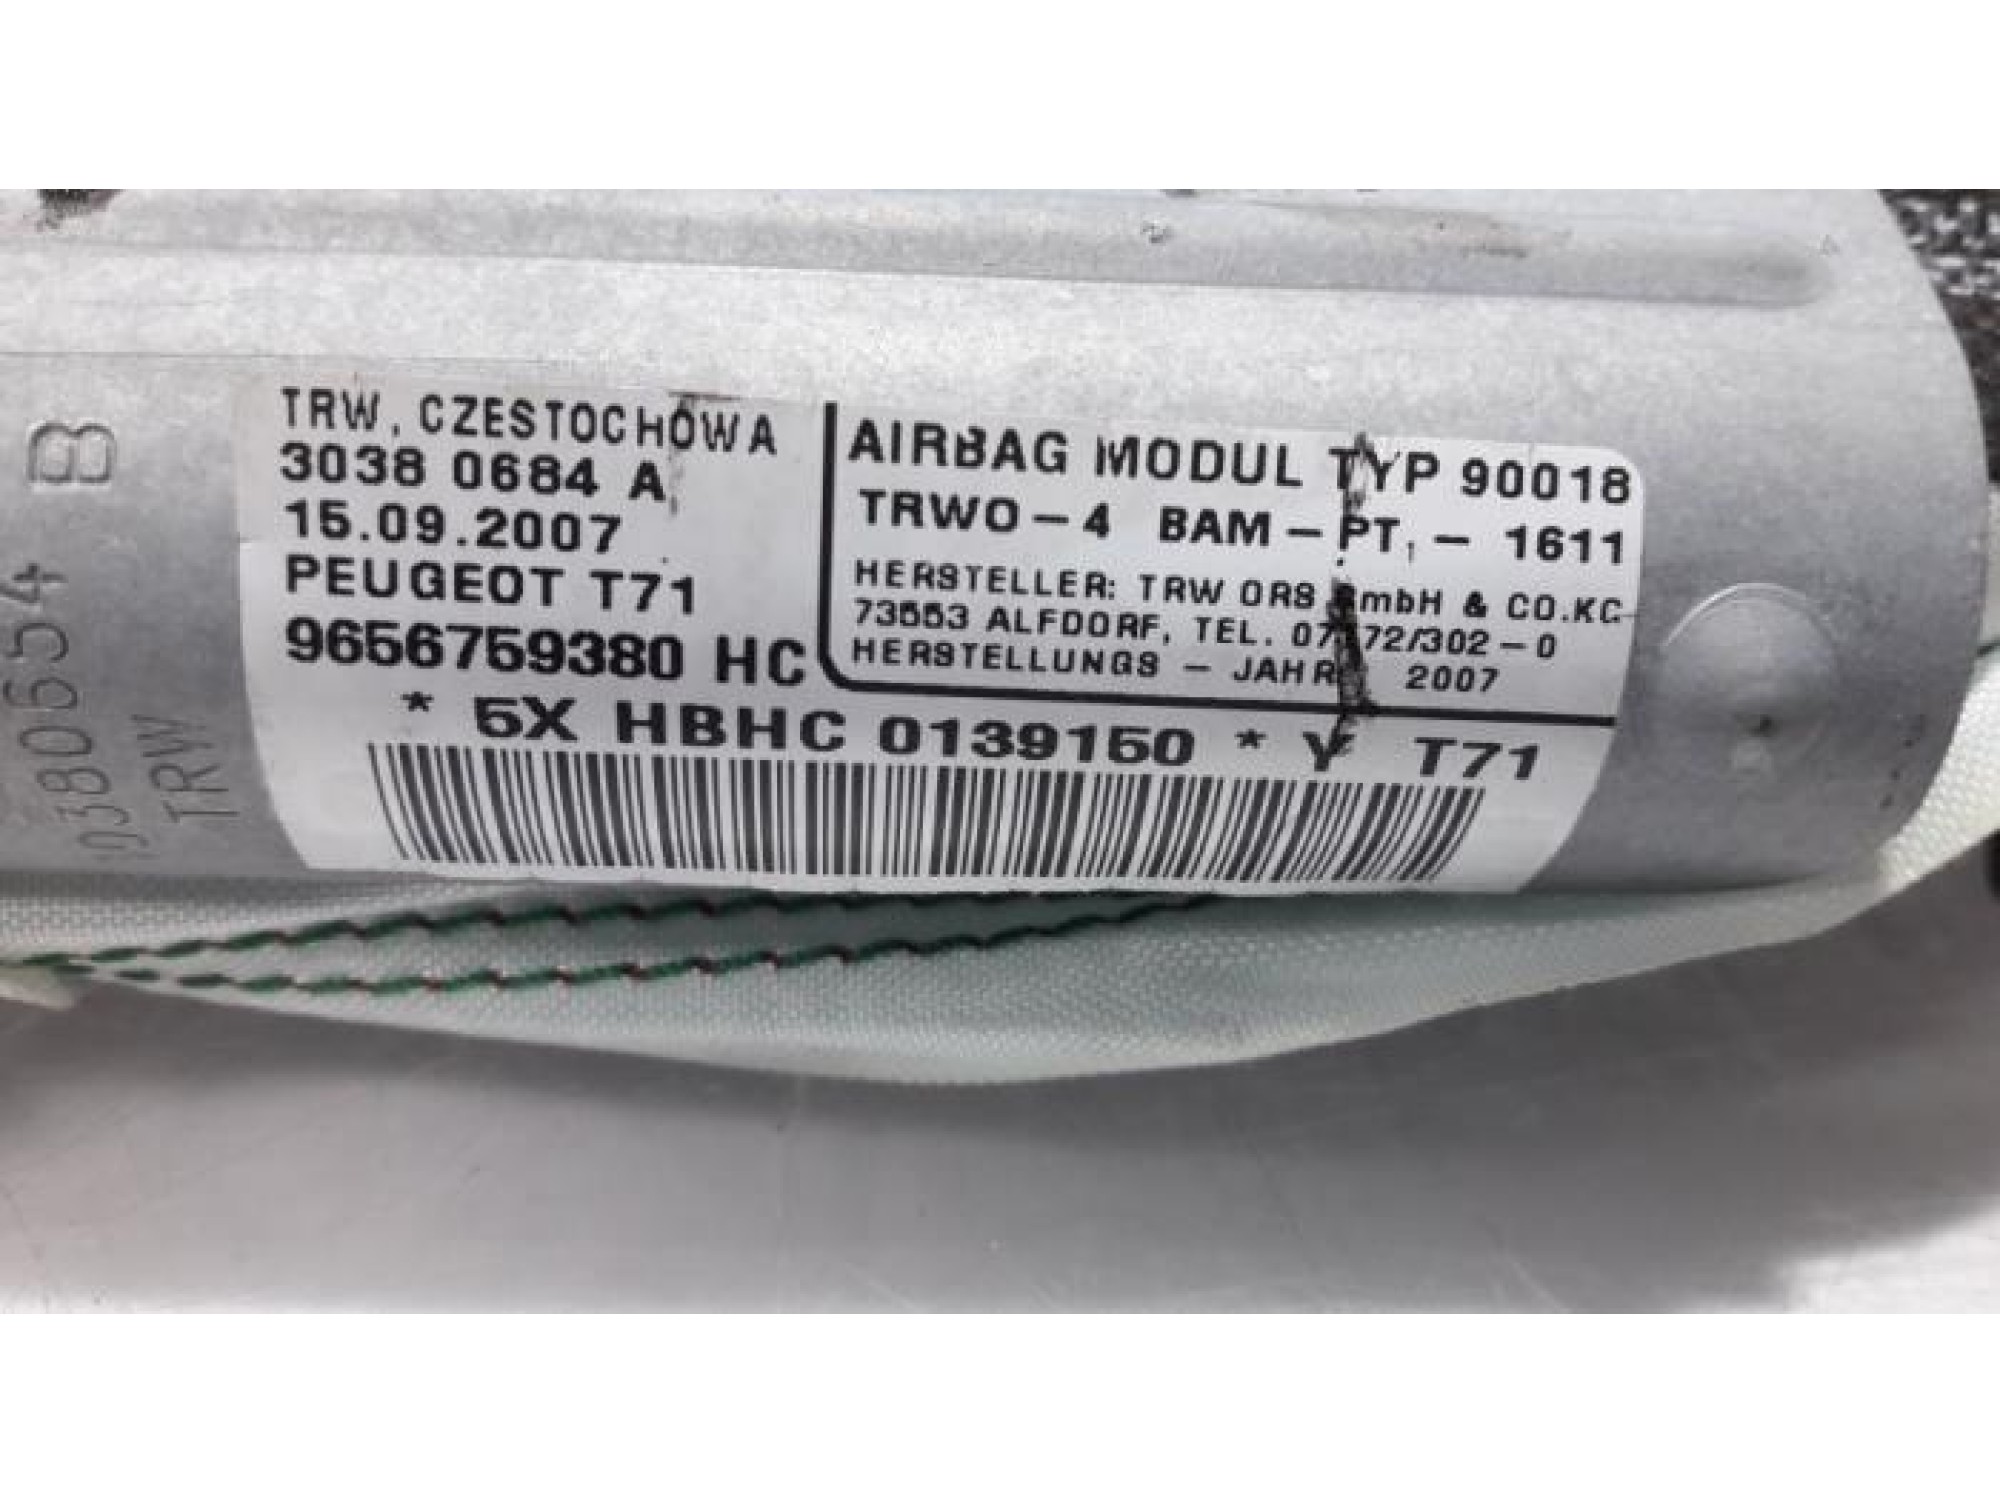 TRW, CZESTOCHOWA
3038 0684 A
15.09.2007
PEUGEOT T71
9656759380 HC
AIRBAG MODUL TYP 90018
TRWO-4 BAM-PT, - 1611
HERSTELLER: TRW ORS GmbH & CO.KG
73553 ALFDORF, TEL. 07172/302-0
HERSTELLUNGS - JAHR 2007
* 5X HBHC 0139150 * Y T71
B
TRW